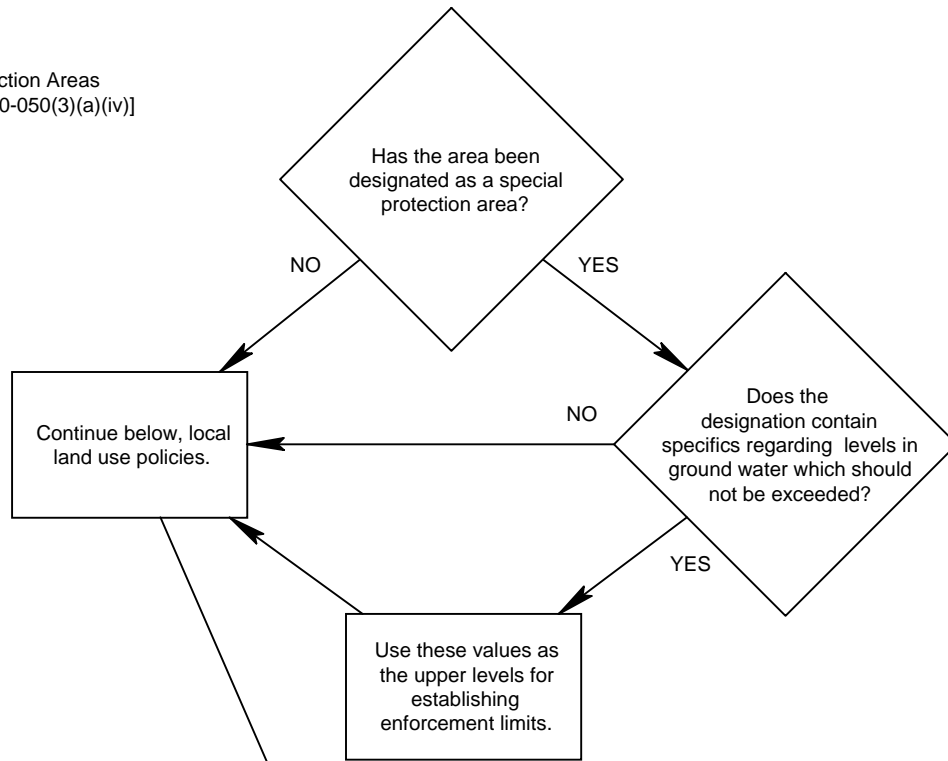 ction Areas
0-050(3)(a)(iv)]
Has the area been
designated as a special
protection area?
NO
YES
Continue below, local
land use policies.
NO
Does the
designation contain
specifics regarding levels in
ground water which should
not be exceeded?
YES
Use these values as
the upper levels for
establishing
enforcement limits.